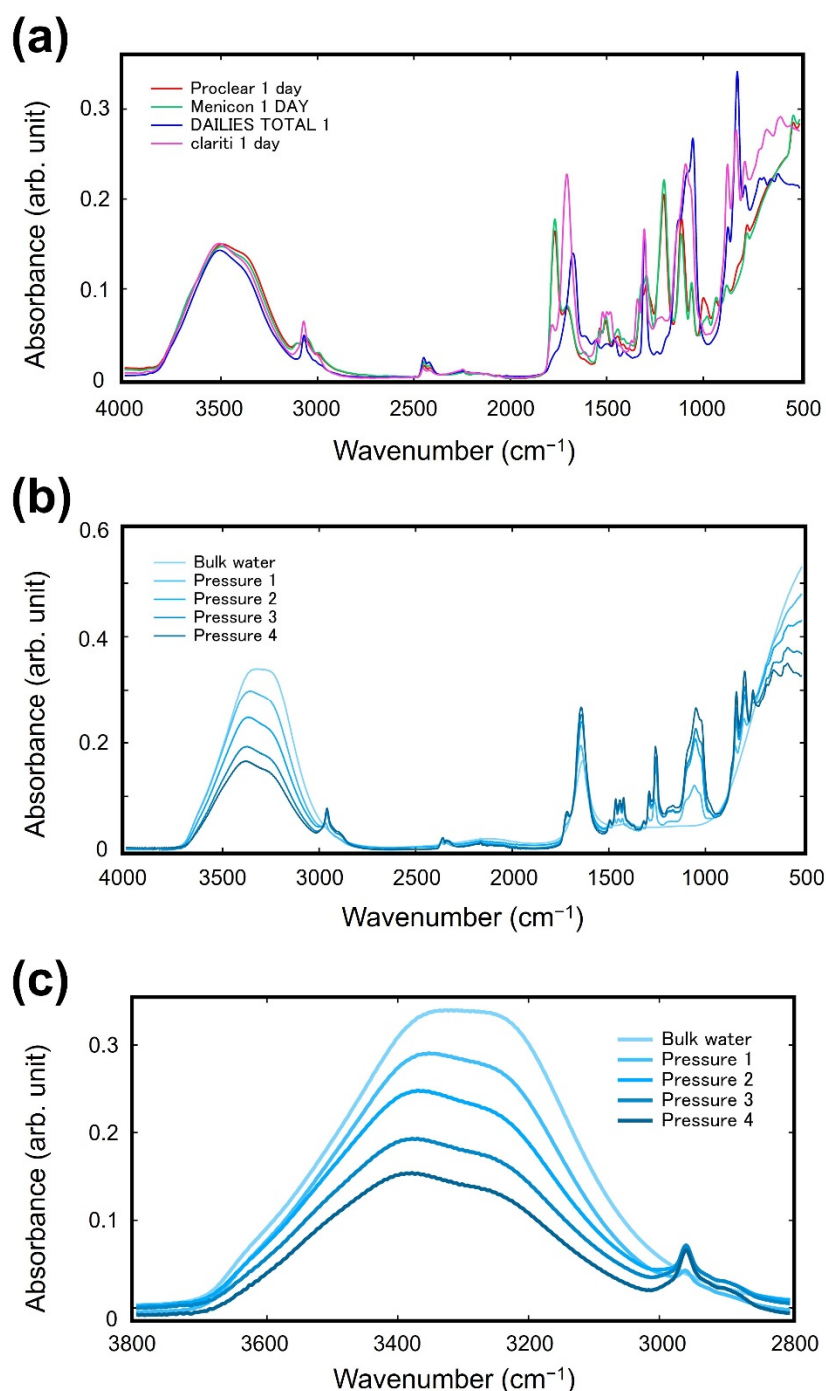 (a)
Absorbance (arb. unit)
0.3
0.2
0.1
0
Proclear 1 day
Menicon 1 DAY
DAILIES TOTAL 1
clariti 1 day
4000 3500 3000 2500 2000 1500 1000 500
Wavenumber (cm⁻¹)
(b)
Absorbance (arb. unit)
0.6
0.4
0.2
0
Bulk water
Pressure 1
Pressure 2
Pressure 3
Pressure 4
4000 3500 3000 2500 2000 1500 1000 500
Wavenumber (cm⁻¹)
(c)
Absorbance (arb. unit)
0.3
0.2
0.1
0
Bulk water
Pressure 1
Pressure 2
Pressure 3
Pressure 4
3800 3600 3400 3200 3000 2800
Wavenumber (cm⁻¹)